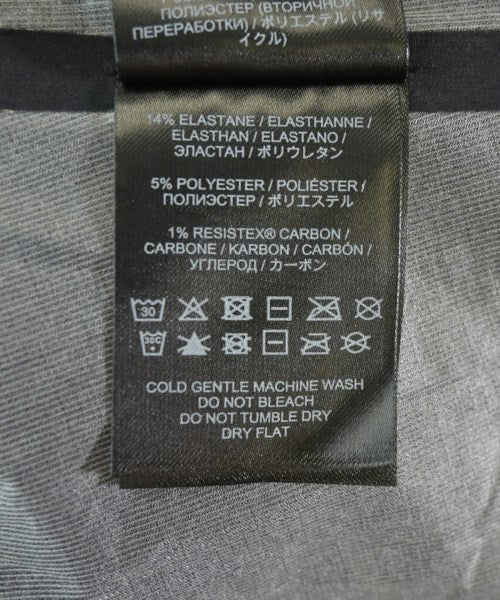 ПОЛИЭСТЕР (ВТОРИЧНОЙ
ПЕРЕРАБОТКИ) / ポリエステル (リサ
イクル)
14% ELASTANE / ELASTHANNE /
ELASTHAN / ELASTANO /
ЭЛАСТАН / ポリウレタン
5% POLYESTER / POLIÉSTER /
ПОЛИЭСТЕР / ポリエステル
1% RESISTEX® CARBON /
CARBONE / KARBON / CARBÓN /
УГЛЕРОД / カーボン
30
30C
COLD GENTLE MACHINE WASH
DO NOT BLEACH
DO NOT TUMBLE DRY
DRY FLAT